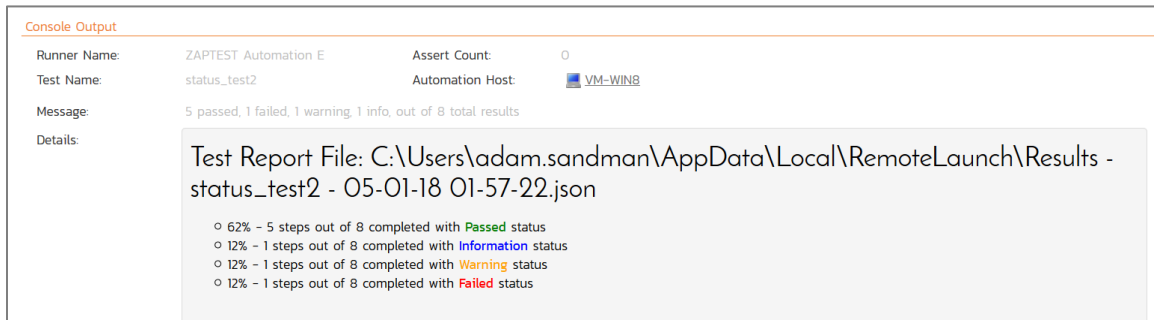 Console Output
Runner Name: ZAPTEST Automation E Assert Count: 0
Test Name: status_test2 Automation Host: VM-WIN8
Message: 5 passed, 1 failed, 1 warning, 1 info, out of 8 total results
Details:
Test Report File: C:\Users\adam.sandman\AppData\Local\RemoteLaunch\Results -
status_test2 - 05-01-18 01-57-22.json
62% - 5 steps out of 8 completed with Passed status
12% - 1 steps out of 8 completed with Information status
12% - 1 steps out of 8 completed with Warning status
12% - 1 steps out of 8 completed with Failed status